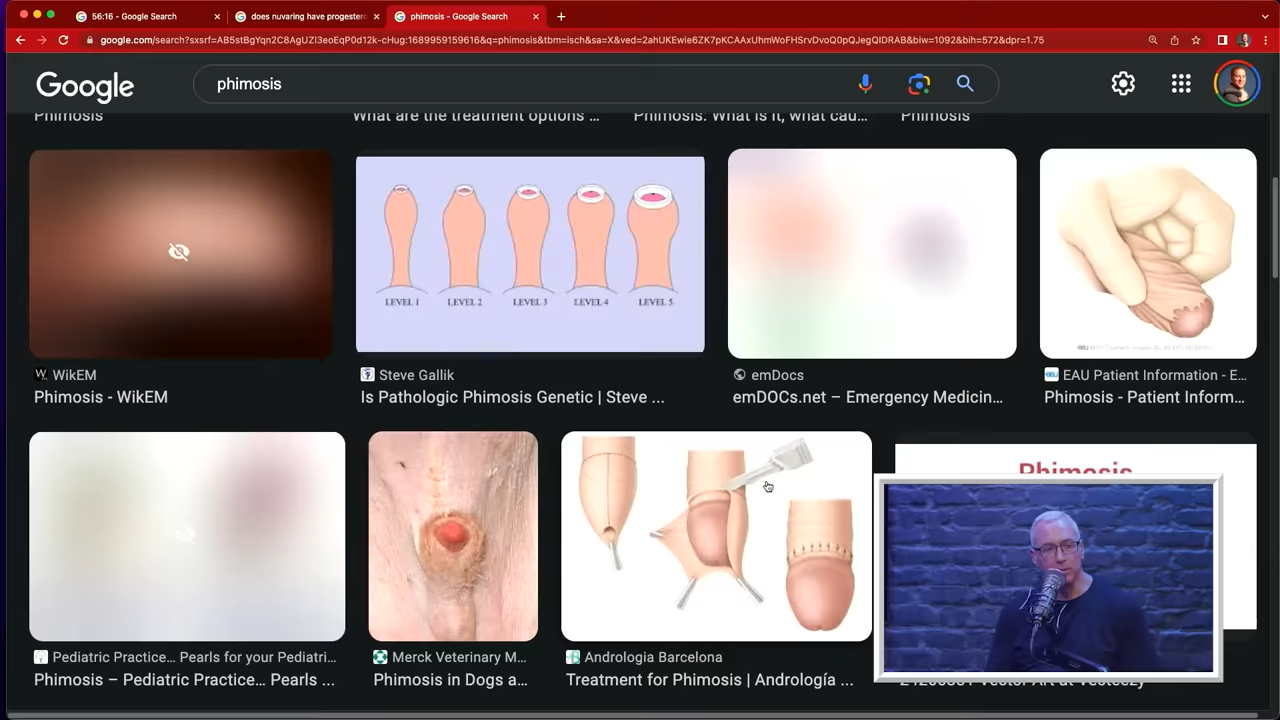 56:16 - Google Search
does nuvaring have progester
phimosis - Google Search
google.com/search?sxsrf=AB5stBgYqn2C8AgUZI3eoEqP0d12k-cHug:1689959159616&q=phimosis&tbm=isch&sa=X&ved=2ahUKEwie6ZK7pKCAAxUhmWoFHSrvDvoQ0pQJegQIDRAB&biw=1092&bih=572&dpr=1.75
Google
phimosis
Phimosis
What are the treatment options ...
Phimosis: What is it, what cau...
Phimosis
LEVEL 1
LEVEL 2
LEVEL 3
LEVEL 4
LEVEL 5
EAU
W. WikEM
Phimosis - WikEM
Steve Gallik
Is Pathologic Phimosis Genetic | Steve ...
emDocs
emDOCs.net – Emergency Medicin...
EAU Patient Information - E...
Phimosis - Patient Inform...
Phimosis
Pediatric Practice... Pearls for your Pediatri...
Phimosis – Pediatric Practice... Pearls ...
Merck Veterinary M...
Phimosis in Dogs a...
Andrologia Barcelona
Treatment for Phimosis | Andrología ...